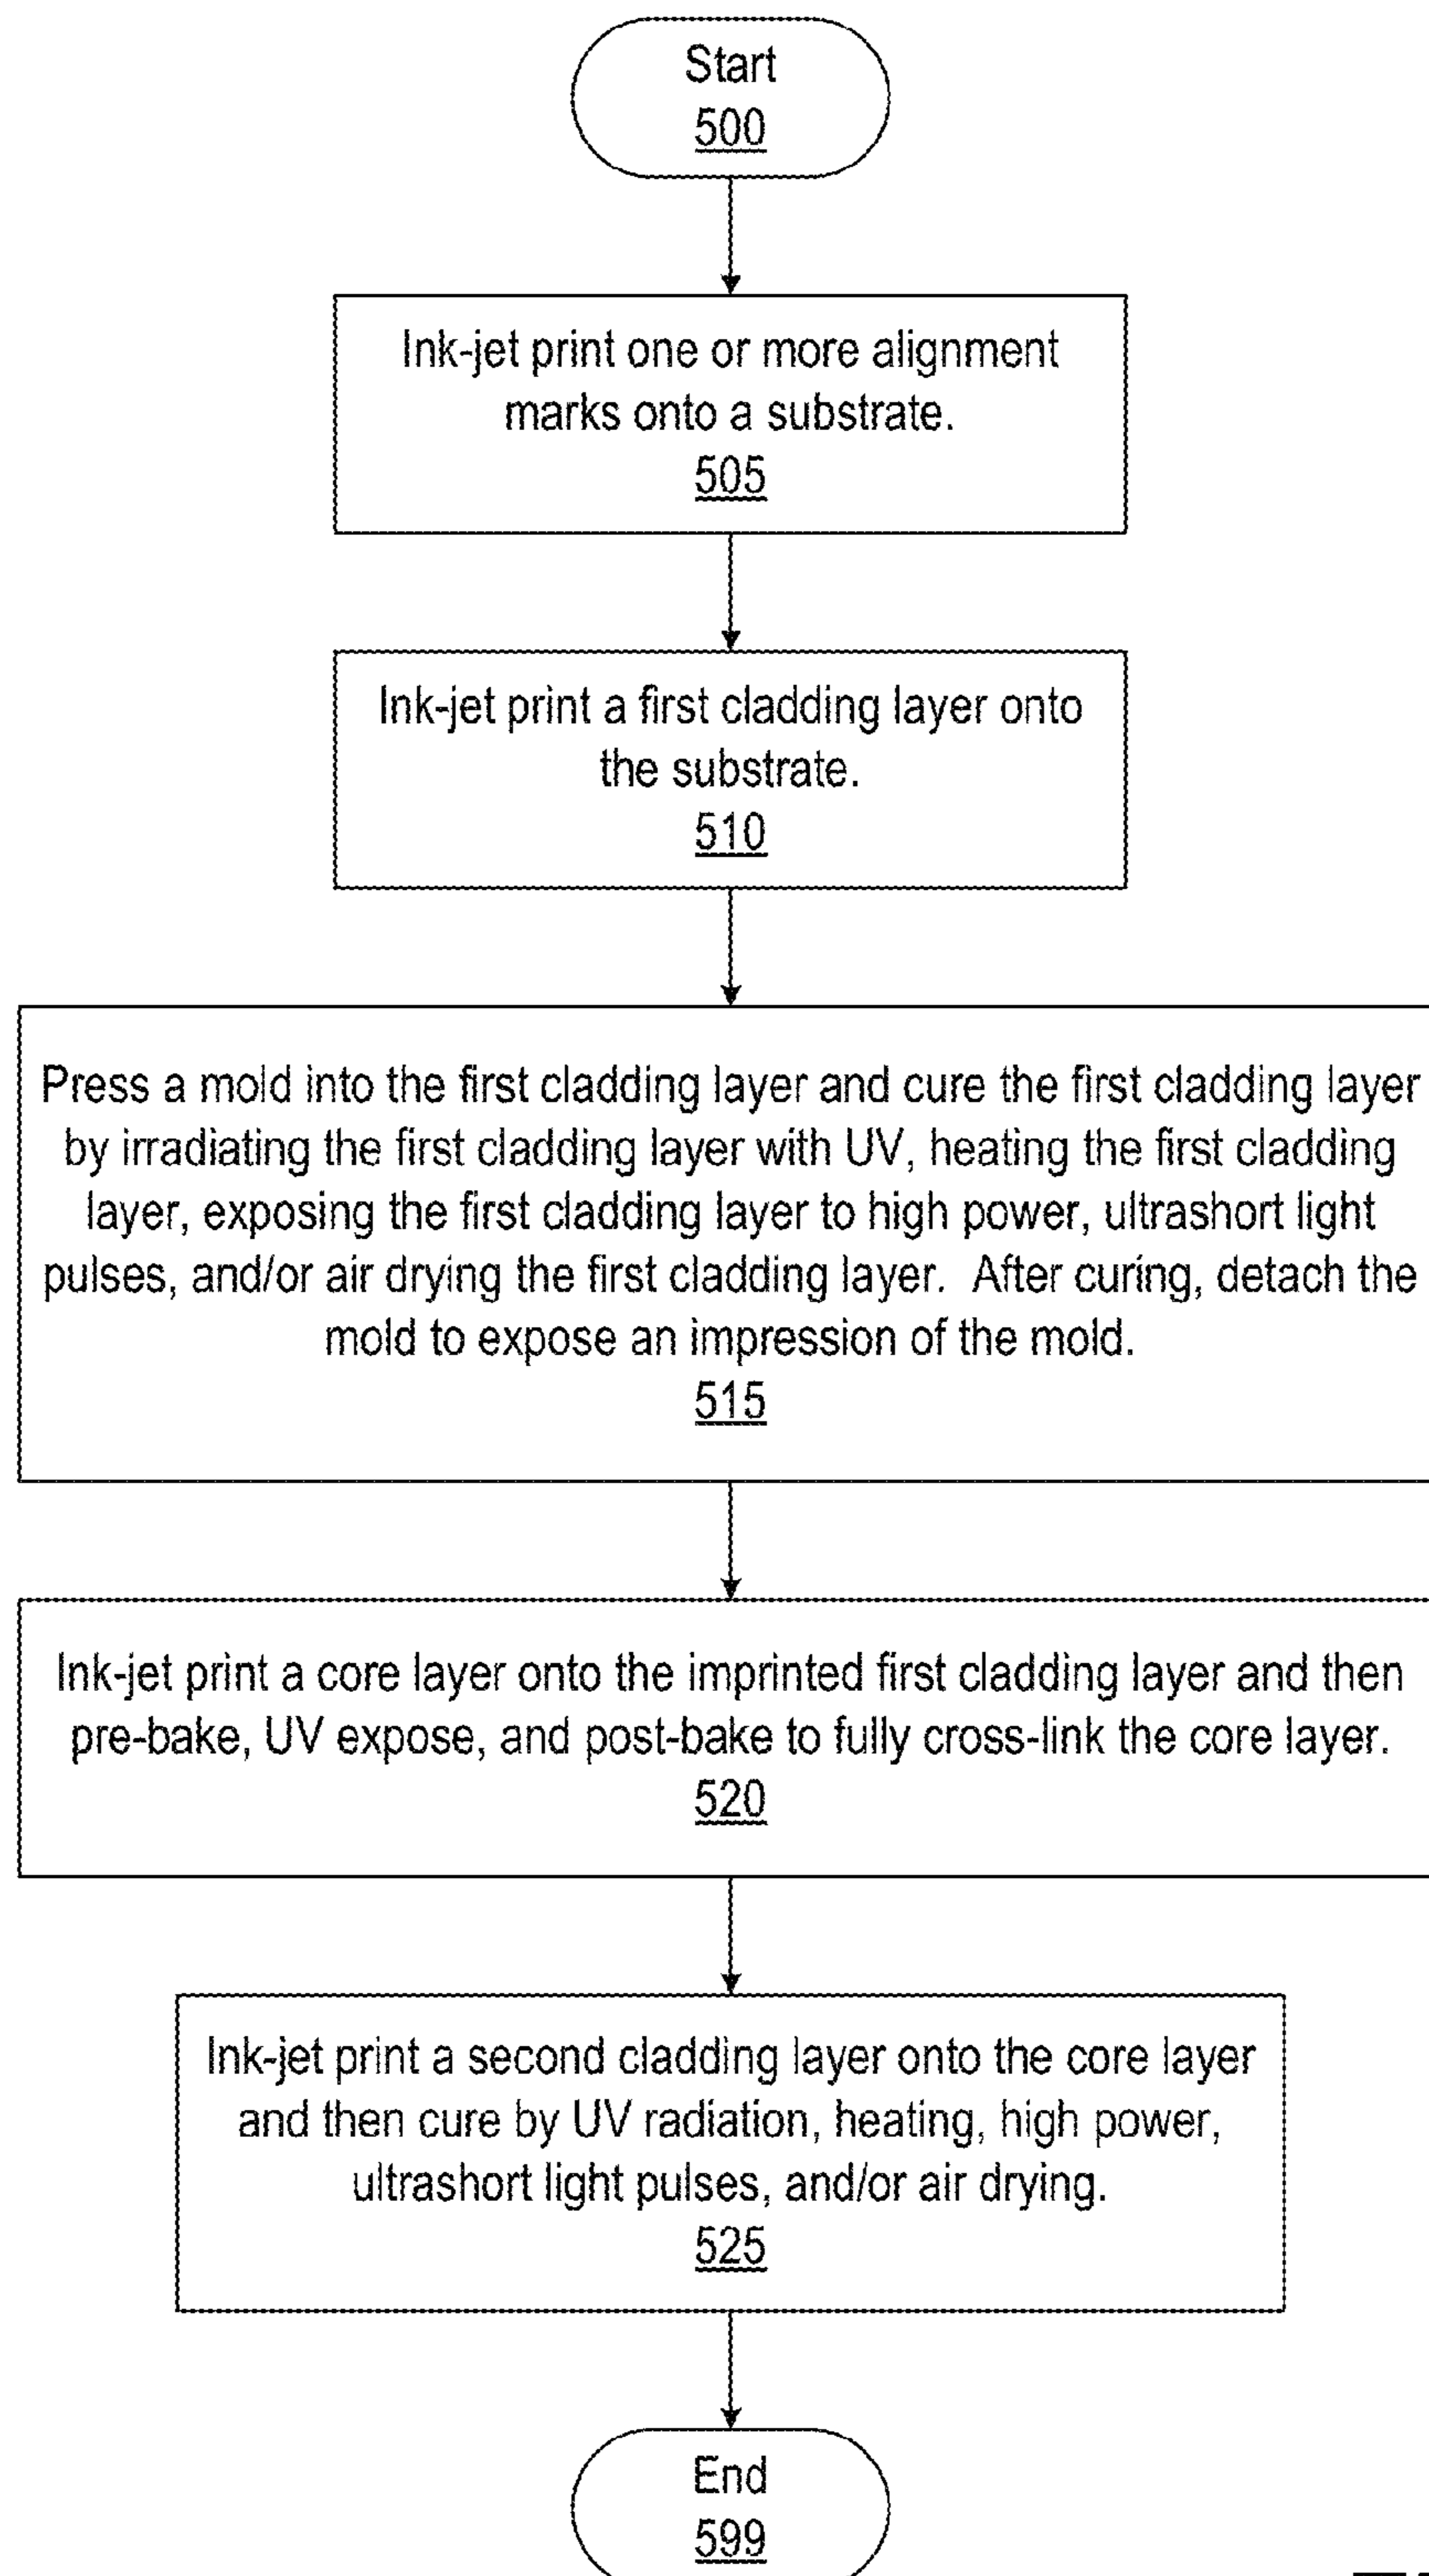 Start
500
Ink-jet print one or more alignment
marks onto a substrate.
505
Ink-jet print a first cladding layer onto
the substrate.
510
Press a mold into the first cladding layer and cure the first cladding layer
by irradiating the first cladding layer with UV, heating the first cladding
layer, exposing the first cladding layer to high power, ultrashort light
pulses, and/or air drying the first cladding layer.  After curing, detach the
mold to expose an impression of the mold.
515
Ink-jet print a core layer onto the imprinted first cladding layer and then
pre-bake, UV expose, and post-bake to fully cross-link the core layer.
520
Ink-jet print a second cladding layer onto the core layer
and then cure by UV radiation, heating, high power,
ultrashort light pulses, and/or air drying.
525
End
599